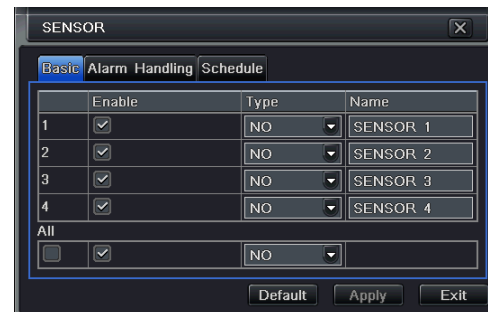 SENSOR
Basic Alarm Handling Schedule
Enable Type Name
1 NO SENSOR 1
2 NO SENSOR 2
3 NO SENSOR 3
4 NO SENSOR 4
All
NO
Default Apply Exit